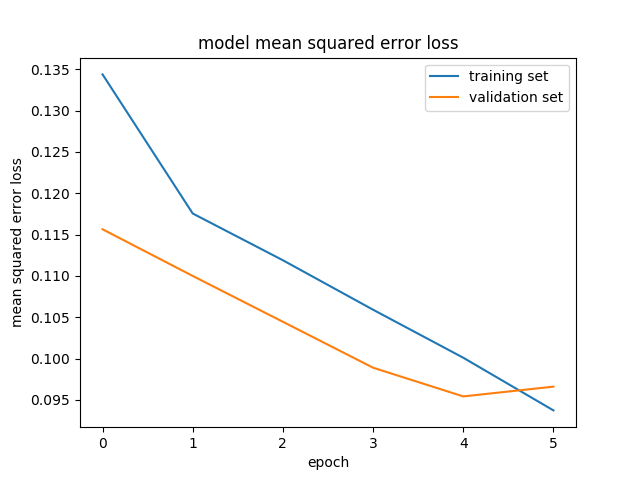 model mean squared error loss
training set
validation set
0.135
0.130
0.125
0.120
0.115
0.110
0.105
0.100
0.095
mean squared error loss
0 1 2 3 4 5
epoch